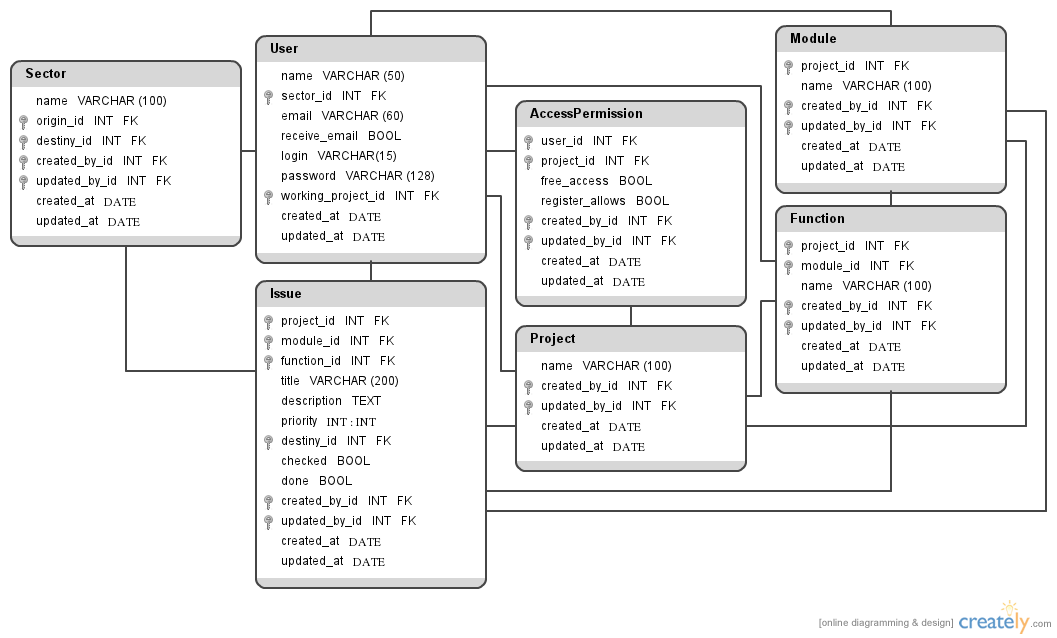 Sector
name VARCHAR (100)
origin_id INT FK
destiny_id INT FK
created_by_id INT FK
updated_by_id INT FK
created_at DATE
updated_at DATE
User
name VARCHAR (50)
sector_id INT FK
email VARCHAR (60)
receive_email BOOL
login VARCHAR(15)
password VARCHAR (128)
working_project_id INT FK
created_at DATE
updated_at DATE
AccessPermission
user_id INT FK
project_id INT FK
free_access BOOL
register_allows BOOL
created_by_id INT FK
updated_by_id INT FK
created_at DATE
updated_at DATE
Module
project_id INT FK
name VARCHAR (100)
created_by_id INT FK
updated_by_id INT FK
created_at DATE
updated_at DATE
Function
project_id INT FK
module_id INT FK
name VARCHAR (100)
created_by_id INT FK
updated_by_id INT FK
created_at DATE
updated_at DATE
Issue
project_id INT FK
module_id INT FK
function_id INT FK
title VARCHAR (200)
description TEXT
priority INT : INT
destiny_id INT FK
checked BOOL
done BOOL
created_by_id INT FK
updated_by_id INT FK
created_at DATE
updated_at DATE
Project
name VARCHAR (100)
created_by_id INT FK
updated_by_id INT FK
created_at DATE
updated_at DATE
[online diagramming & design] creately.com